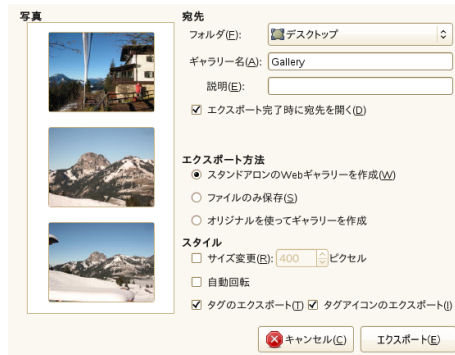 写真
宛先
フォルダ(F): デスクトップ
ギャラリー名(A): Gallery
説明(E):
エクスポート完了時に宛先を開く(D)
エクスポート方法
スタンドアロンのWebギャラリーを作成(W)
ファイルのみ保存(S)
オリジナルを使ってギャラリーを作成
スタイル
サイズ変更(R): 400 ピクセル
自動回転
タグのエクスポート(T) タグアイコンのエクスポート(I)
キャンセル(C) エクスポート(E)